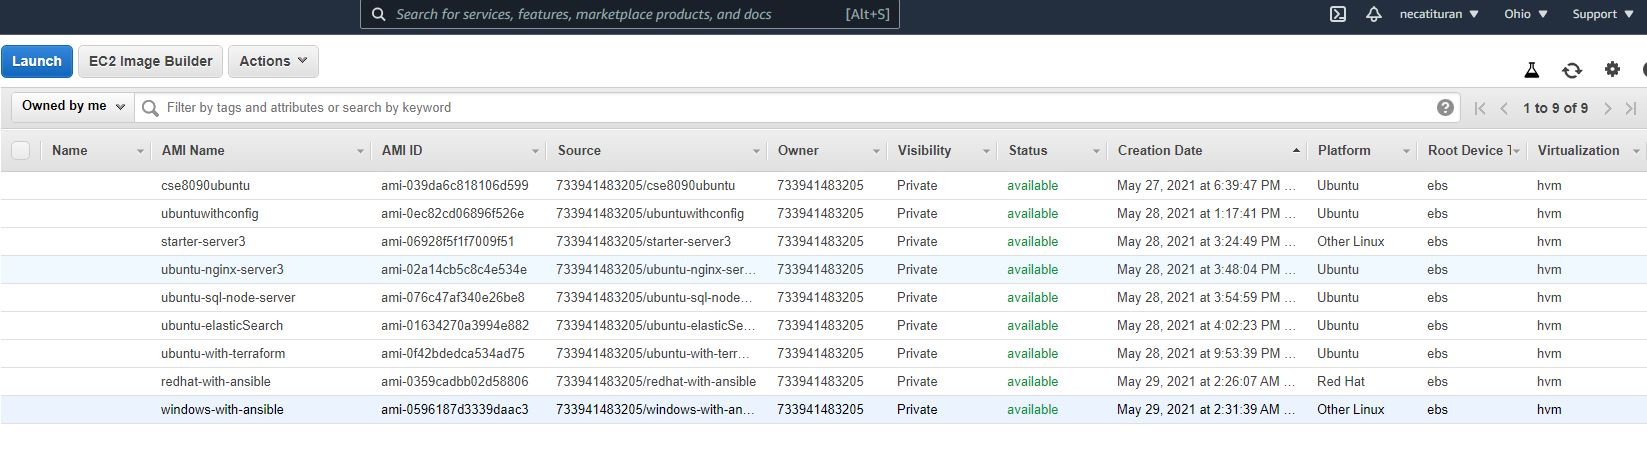 Search for services, features, marketplace products, and docs [Alt+S] necatituran Ohio Support
Launch EC2 Image Builder Actions
Owned by me Filter by tags and attributes or search by keyword 1 to 9 of 9
Name AMI Name AMI ID Source Owner Visibility Status Creation Date Platform Root Device T Virtualization
cse8090ubuntu ami-039da6c818106d599 733941483205/cse8090ubuntu 733941483205 Private available May 27, 2021 at 6:39:47 PM ... Ubuntu ebs hvm
ubuntuwithconfig ami-0ec82cd06896f526e 733941483205/ubuntuwithconfig 733941483205 Private available May 28, 2021 at 1:17:41 PM ... Ubuntu ebs hvm
starter-server3 ami-06928f5f1f7009f51 733941483205/starter-server3 733941483205 Private available May 28, 2021 at 3:24:49 PM ... Other Linux ebs hvm
ubuntu-nginx-server3 ami-02a14cb5c8c4e534e 733941483205/ubuntu-nginx-ser... 733941483205 Private available May 28, 2021 at 3:48:04 PM ... Ubuntu ebs hvm
ubuntu-sql-node-server ami-076c47af340e26be8 733941483205/ubuntu-sql-node... 733941483205 Private available May 28, 2021 at 3:54:59 PM ... Ubuntu ebs hvm
ubuntu-elasticSearch ami-01634270a3994e882 733941483205/ubuntu-elasticSe... 733941483205 Private available May 28, 2021 at 4:02:23 PM ... Ubuntu ebs hvm
ubuntu-with-terraform ami-0f42bdedca534ad75 733941483205/ubuntu-with-terr... 733941483205 Private available May 28, 2021 at 9:53:39 PM ... Ubuntu ebs hvm
redhat-with-ansible ami-0359cadbb02d58806 733941483205/redhat-with-ansible 733941483205 Private available May 29, 2021 at 2:26:07 AM ... Red Hat ebs hvm
windows-with-ansible ami-0596187d3339daac3 733941483205/windows-with-an... 733941483205 Private available May 29, 2021 at 2:31:39 AM ... Other Linux ebs hvm